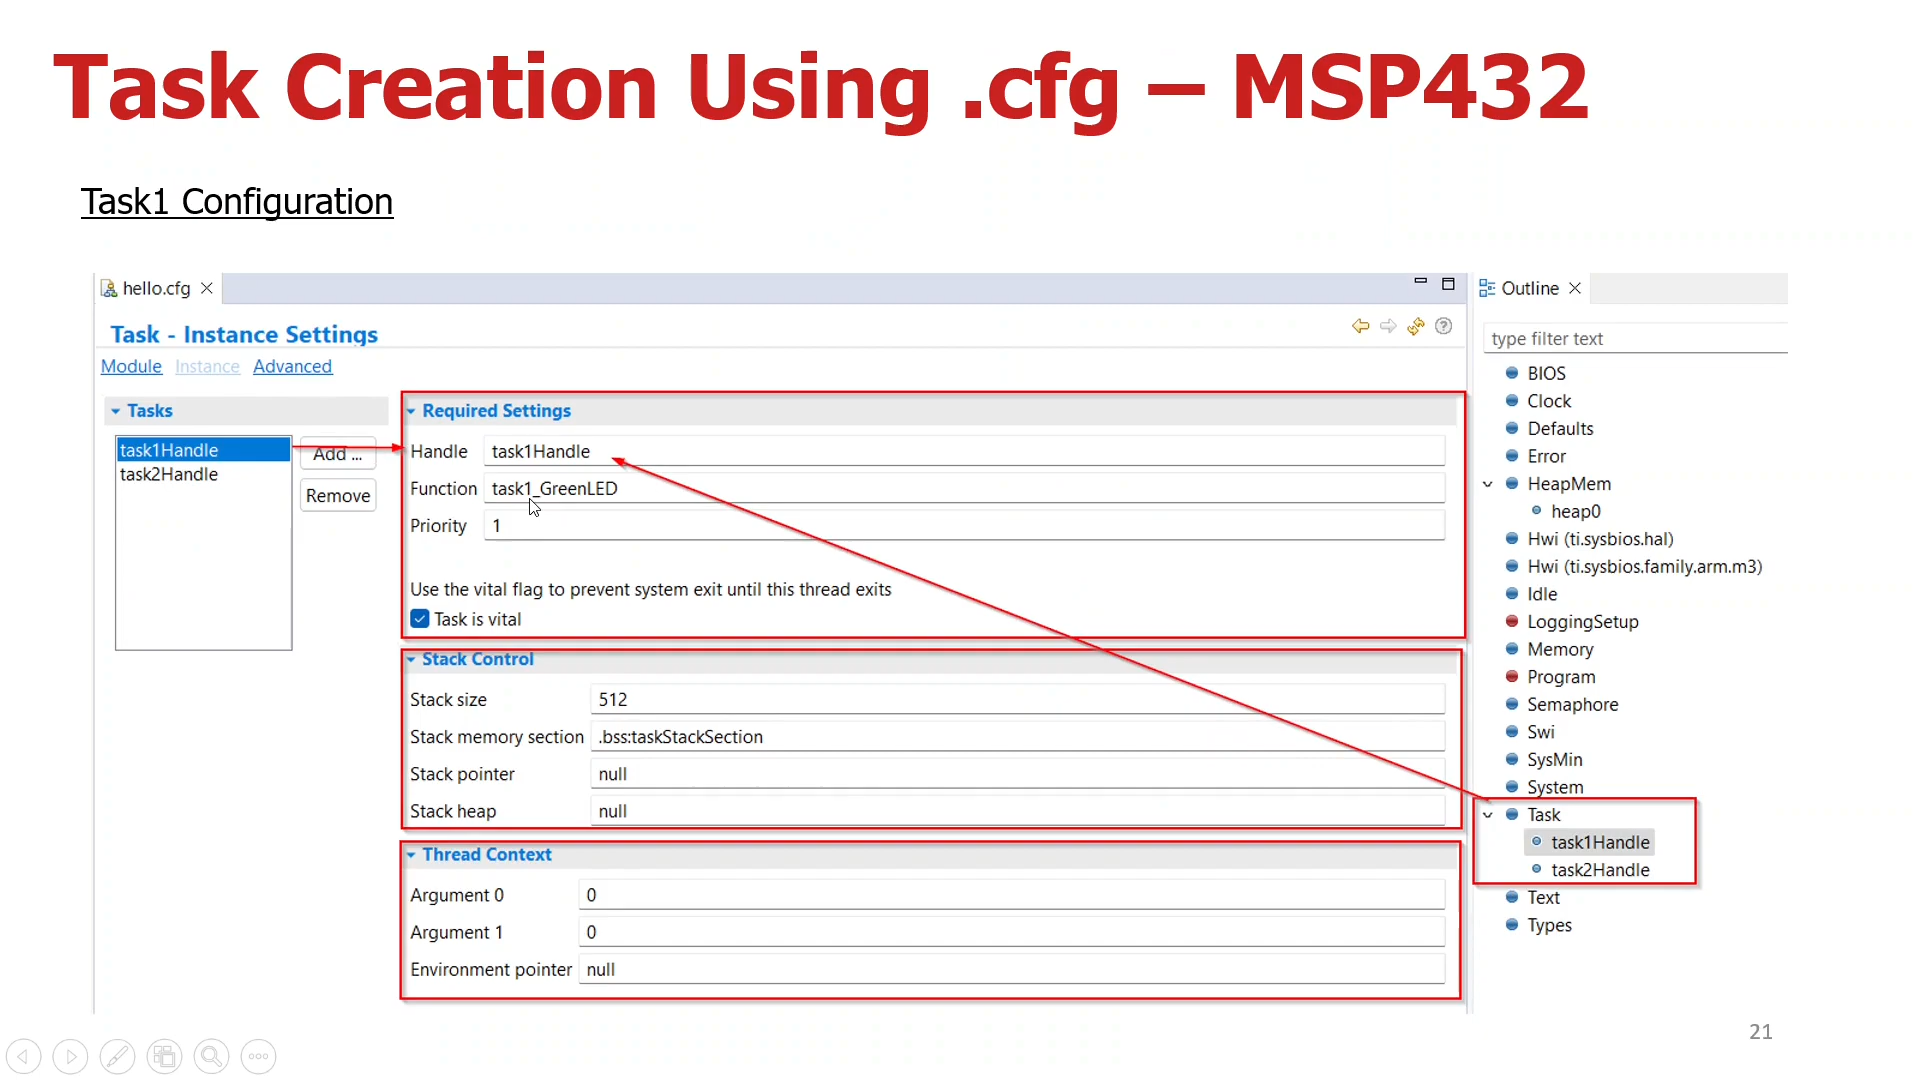 Task Creation Using .cfg – MSP432
Task1 Configuration
hello.cfg
Task - Instance Settings
Module Instance Advanced
Tasks
task1Handle
task2Handle
Add ...
Remove
Required Settings
Handle task1Handle
Function task1_GreenLED
Priority 1
Use the vital flag to prevent system exit until this thread exits
Task is vital
Stack Control
Stack size 512
Stack memory section .bss:taskStackSection
Stack pointer null
Stack heap null
Thread Context
Argument 0 0
Argument 1 0
Environment pointer null
Outline
type filter text
BIOS
Clock
Defaults
Error
HeapMem
heap0
Hwi (ti.sysbios.hal)
Hwi (ti.sysbios.family.arm.m3)
Idle
LoggingSetup
Memory
Program
Semaphore
Swi
SysMin
System
Task
task1Handle
task2Handle
Text
Types
21